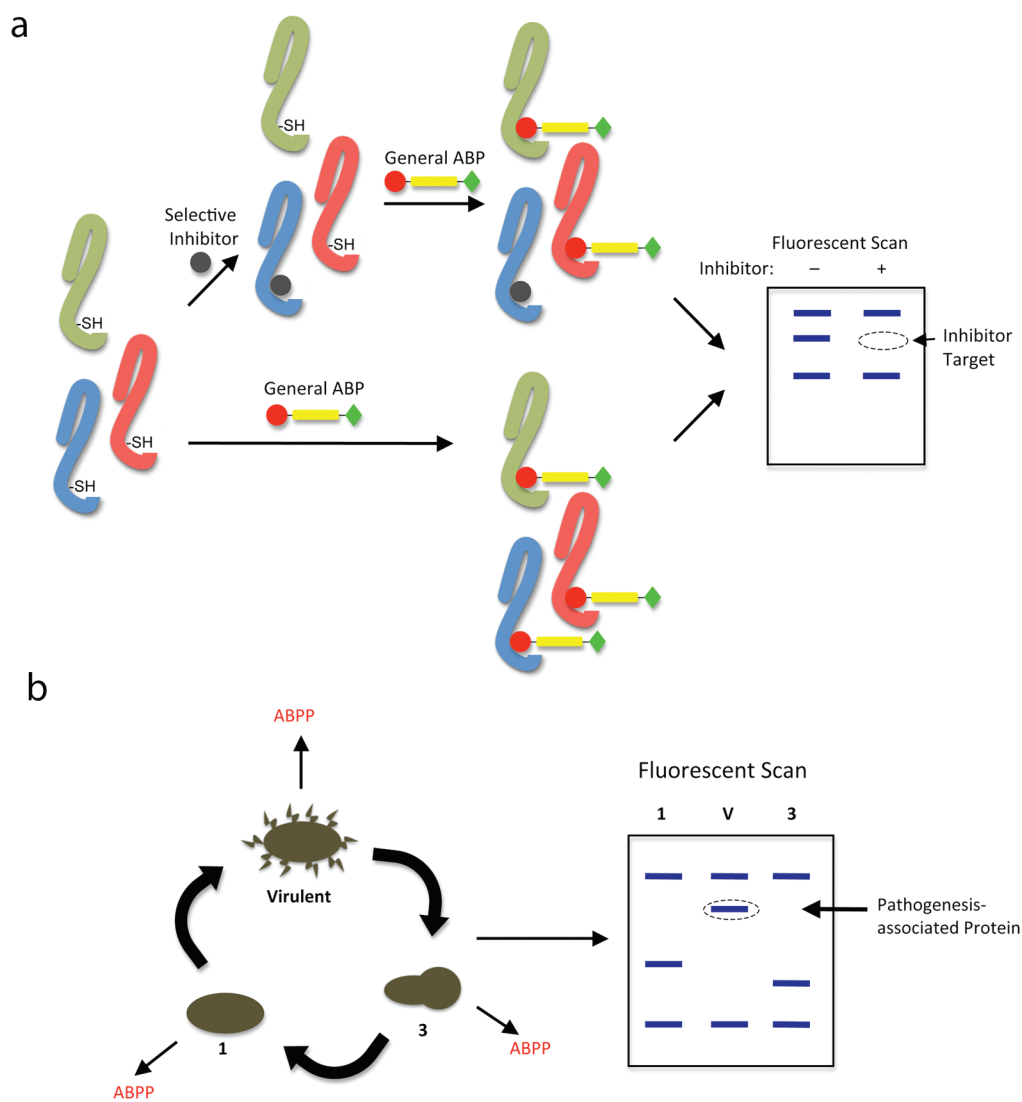 a
-SH
General ABP
Selective
Inhibitor
-SH
Fluorescent Scan
Inhibitor: – +
-SH
Inhibitor
Target
General ABP
-SH
-SH
b
ABPP
Fluorescent Scan
1 V 3
Virulent
Pathogenesis-
associated Protein
1
3
ABPP
ABPP